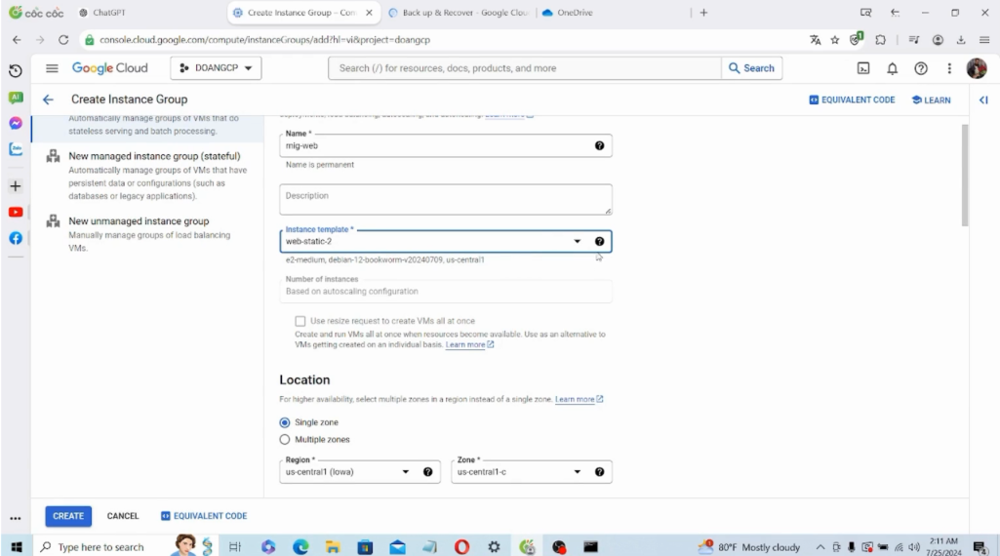 cốc cốc
ChatGPT
Create Instance Group – Con
Back up & Recover - Google Clou
OneDrive
console.cloud.google.com/compute/instanceGroups/add?hl=vi&project=doangcp
Google Cloud
DOANGCP
Search (/) for resources, docs, products, and more
Search
Create Instance Group
EQUIVALENT CODE
LEARN
Automatically manage groups of VMs that do
stateless serving and batch processing.
New managed instance group (stateful)
Automatically manage groups of VMs that have
persistent data or configurations (such as
databases or legacy applications).
New unmanaged instance group
Manually manage groups of load balancing
VMs.
Name *
mig-web
Name is permanent
Description
Instance template *
web-static-2
e2-medium, debian-12-bookworm-v20240709, us-central1
Number of instances
Based on autoscaling configuration
Use resize request to create VMs all at once
Create and run VMs all at once when resources become available. Use as an alternative to
VMs getting created on an individual basis. Learn more
Location
For higher availability, select multiple zones in a region instead of a single zone. Learn more
Single zone
Multiple zones
Region *
us-central1 (Iowa)
Zone *
us-central1-c
CREATE
CANCEL
EQUIVALENT CODE
Type here to search
80°F Mostly cloudy
2:11 AM
7/25/2024